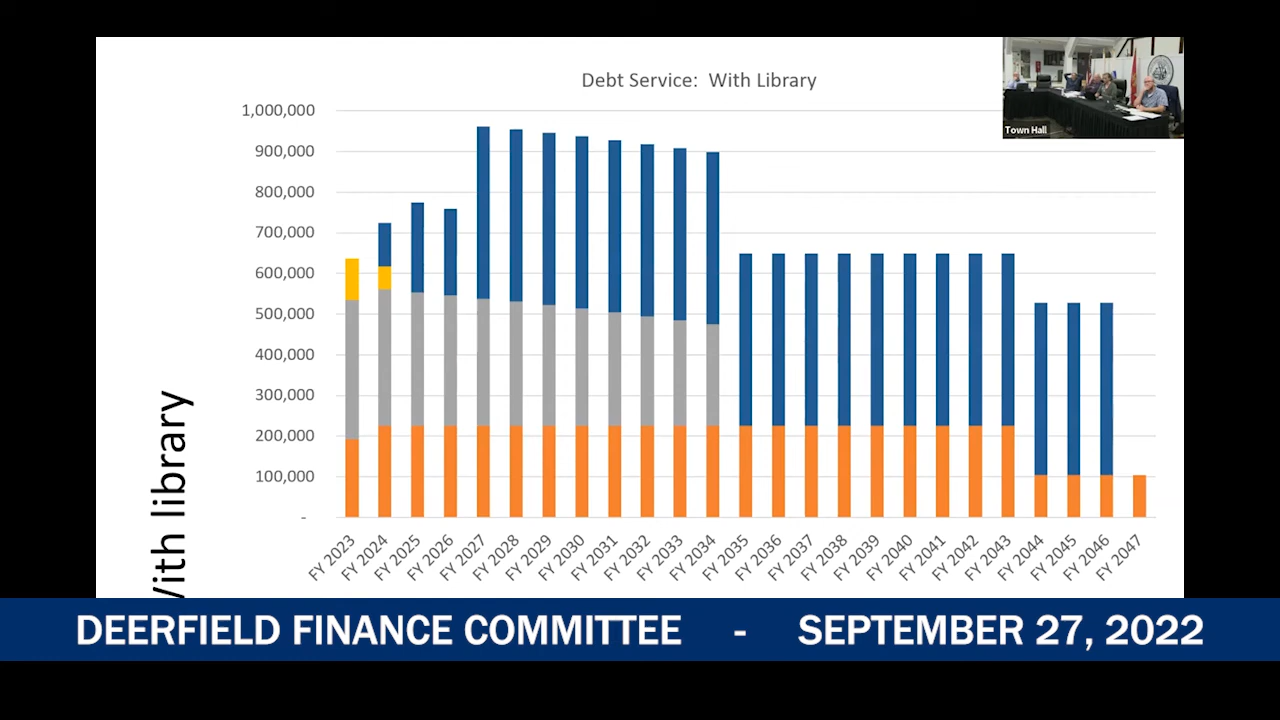 Debt Service: With Library
Town Hall
1,000,000
900,000
800,000
700,000
600,000
500,000
400,000
300,000
200,000
100,000
-
FY 2023
FY 2024
FY 2025
FY 2026
FY 2027
FY 2028
FY 2029
FY 2030
FY 2031
FY 2032
FY 2033
FY 2034
FY 2035
FY 2036
FY 2037
FY 2038
FY 2039
FY 2040
FY 2041
FY 2042
FY 2043
FY 2044
FY 2045
FY 2046
FY 2047
With library
DEERFIELD FINANCE COMMITTEE - SEPTEMBER 27, 2022